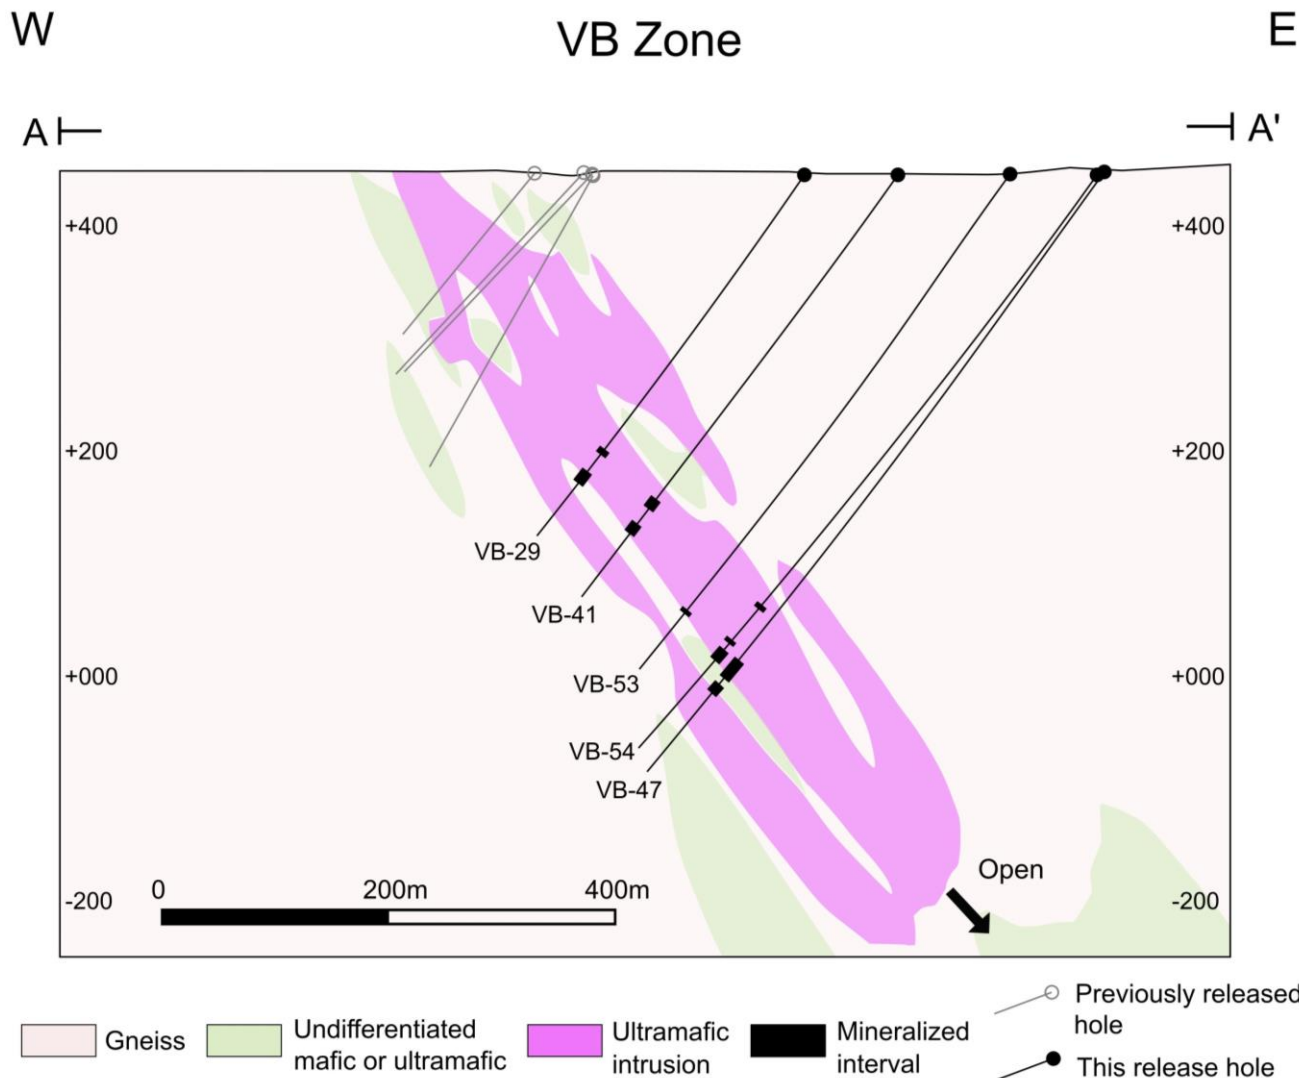 W
VB Zone
E
A
A'
+400
+400
+200
+200
VB-29
VB-41
+000
+000
VB-53
VB-54
VB-47
Open
0
200m
400m
-200
-200
Gneiss
Undifferentiated
mafic or ultramafic
Ultramafic
intrusion
Mineralized
interval
Previously released
hole
This release hole